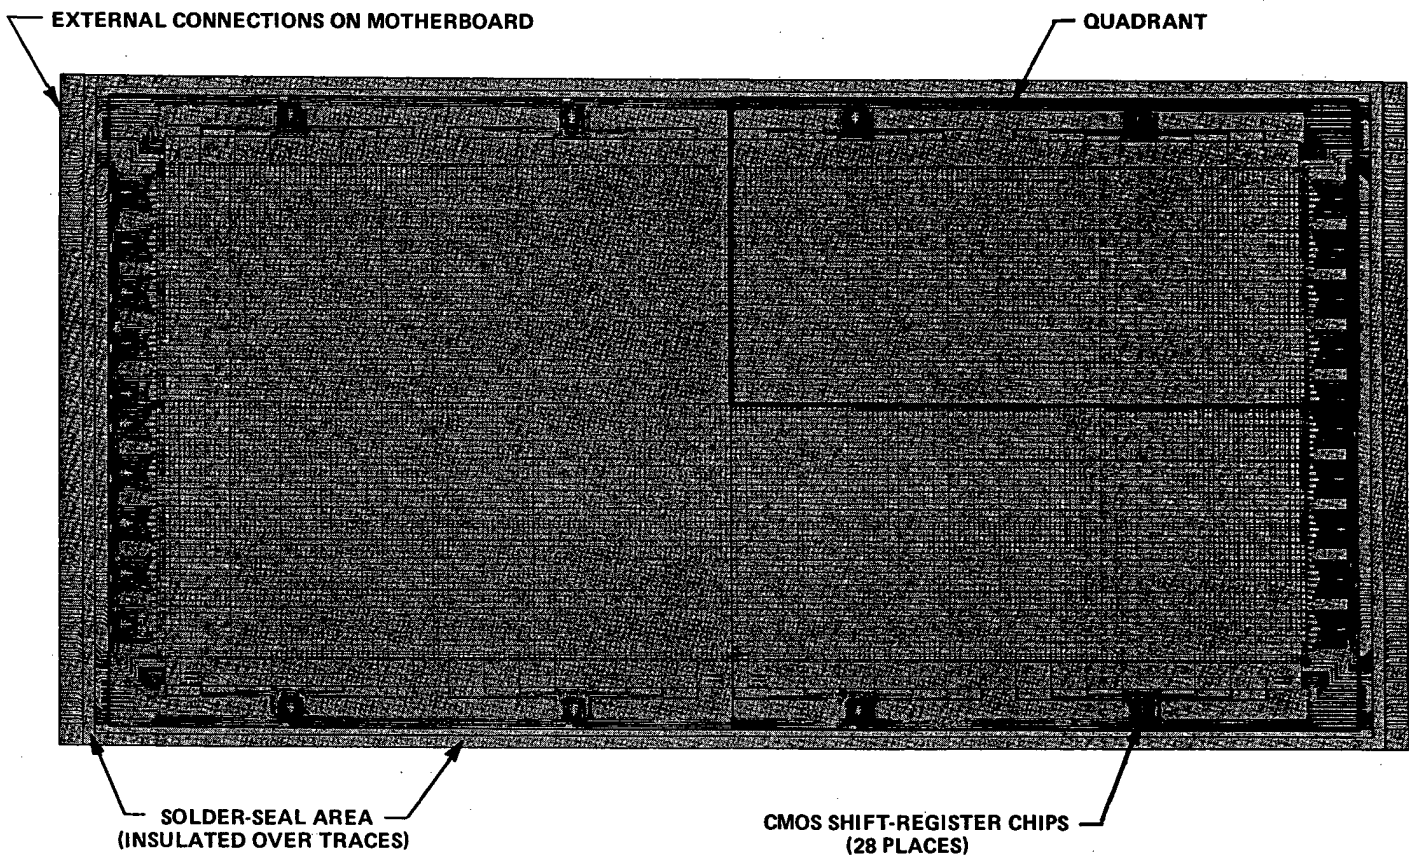 EXTERNAL CONNECTIONS ON MOTHERBOARD
QUADRANT
SOLDER-SEAL AREA
(INSULATED OVER TRACES)
CMOS SHIFT-REGISTER CHIPS
(28 PLACES)